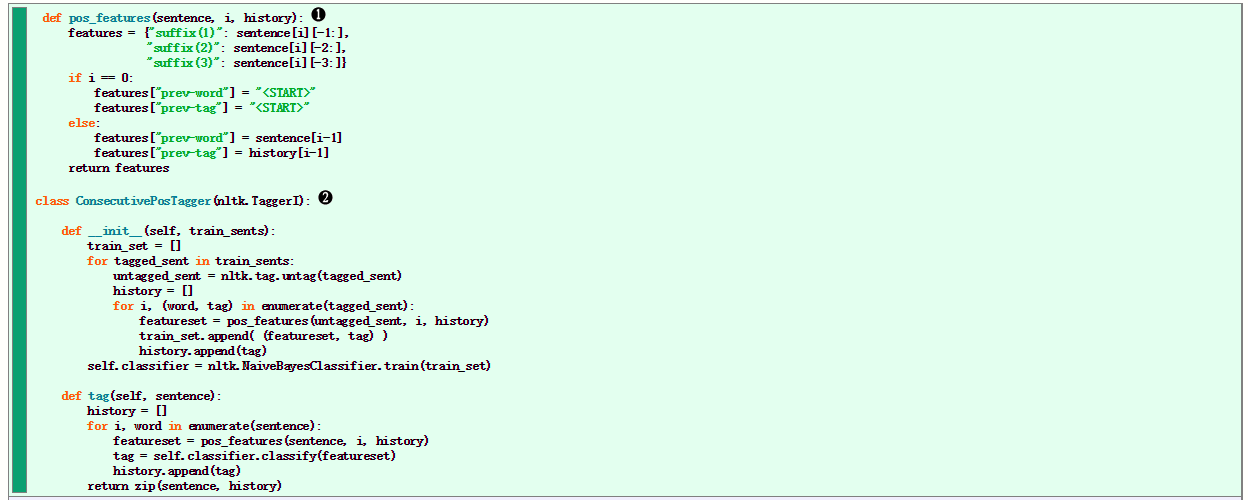 def pos_features(sentence, i, history): ❶
    features = {"suffix(1)": sentence[i][-1:],
                "suffix(2)": sentence[i][-2:],
                "suffix(3)": sentence[i][-3:]}
    if i == 0:
        features["prev-word"] = "<START>"
        features["prev-tag"] = "<START>"
    else:
        features["prev-word"] = sentence[i-1]
        features["prev-tag"] = history[i-1]
    return features
class ConsecutivePosTagger(nltk.TaggerI): ❷
    def __init__(self, train_sents):
        train_set = []
        for tagged_sent in train_sents:
            untagged_sent = nltk.tag.untag(tagged_sent)
            history = []
            for i, (word, tag) in enumerate(tagged_sent):
                featureset = pos_features(untagged_sent, i, history)
                train_set.append( (featureset, tag) )
                history.append(tag)
        self.classifier = nltk.NaiveBayesClassifier.train(train_set)
    def tag(self, sentence):
        history = []
        for i, word in enumerate(sentence):
            featureset = pos_features(sentence, i, history)
            tag = self.classifier.classify(featureset)
            history.append(tag)
        return zip(sentence, history)